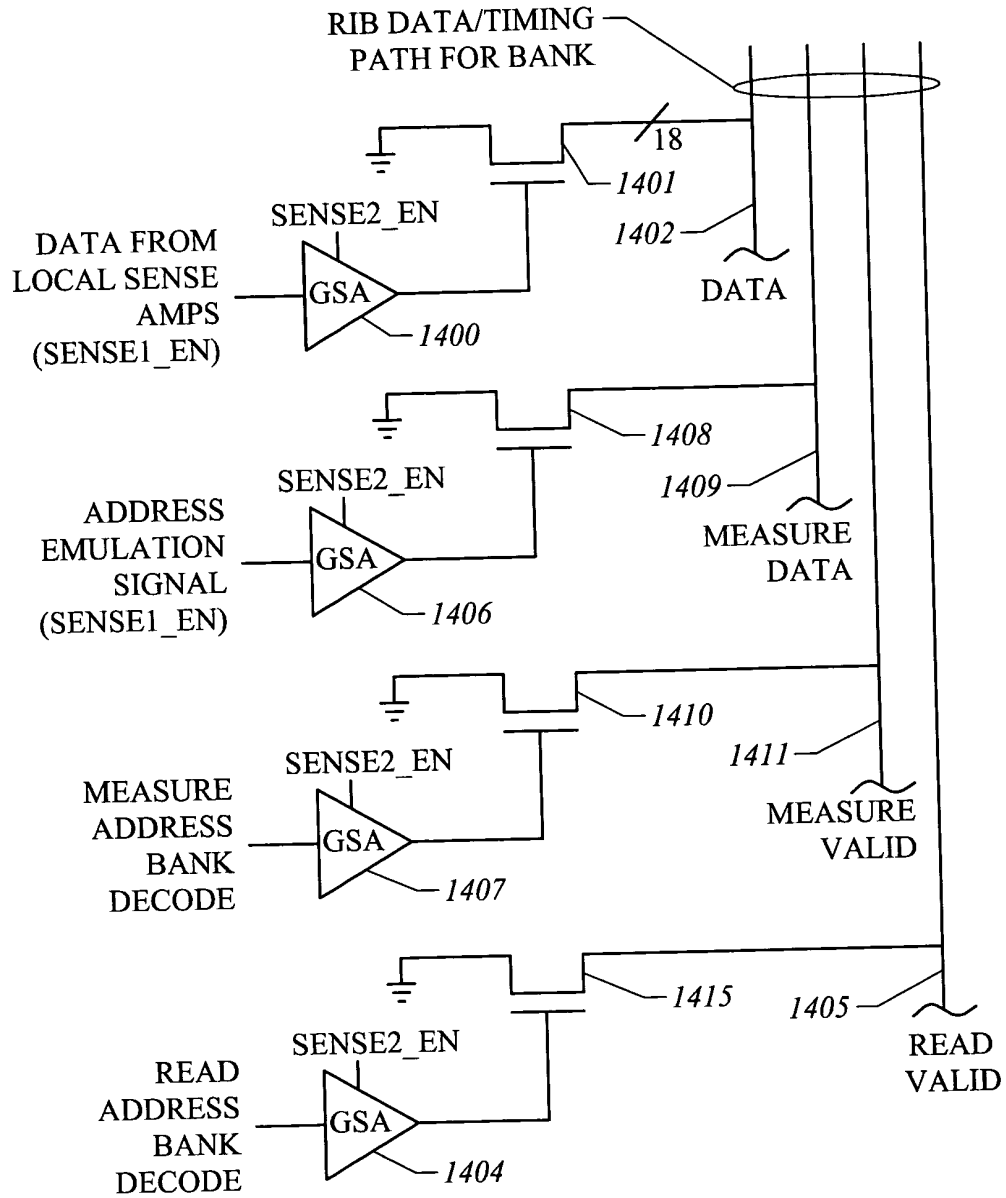 RIB DATA/TIMING
PATH FOR BANK
18
1401
1402
SENSE2_EN
DATA FROM
LOCAL SENSE
AMPS
(SENSE1_EN)
GSA
1400
DATA
1408
1409
SENSE2_EN
ADDRESS
EMULATION
SIGNAL
(SENSE1_EN)
GSA
1406
MEASURE
DATA
1410
1411
SENSE2_EN
MEASURE
ADDRESS
BANK
DECODE
GSA
1407
MEASURE
VALID
1415
1405
SENSE2_EN
READ
ADDRESS
BANK
DECODE
GSA
1404
READ
VALID